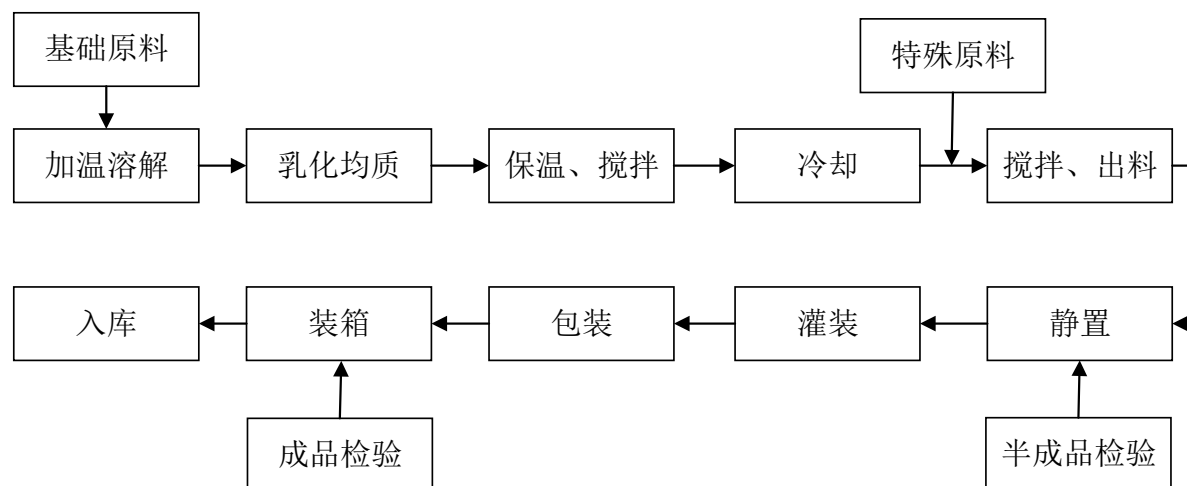 基础原料
特殊原料
加温溶解
乳化均质
保温、搅拌
冷却
搅拌、出料
入库
装箱
包装
灌装
静置
成品检验
半成品检验